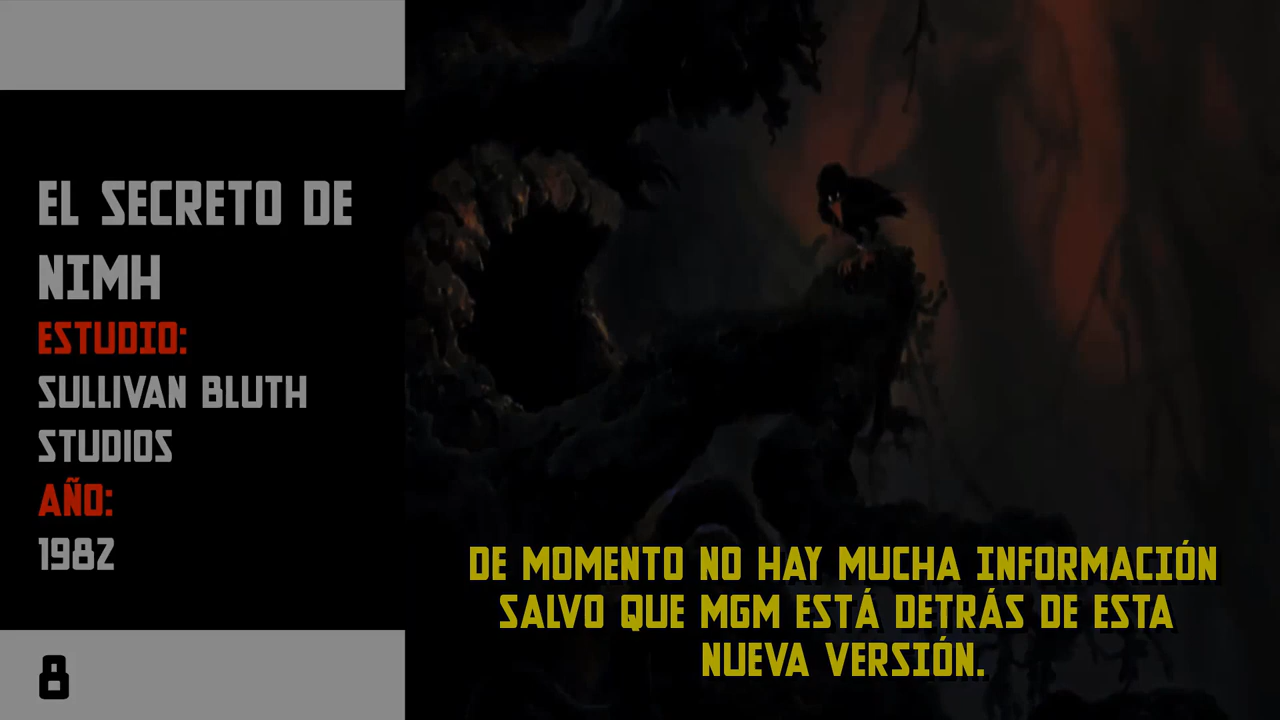 EL SECRETO DE
NIMH
ESTUDIO:
SULLIVAN BLUTH
STUDIOS
AÑO:
1982
8
DE MOMENTO NO HAY MUCHA INFORMACIÓN
SALVO QUE MGM ESTÁ DETRÁS DE ESTA
NUEVA VERSIÓN.